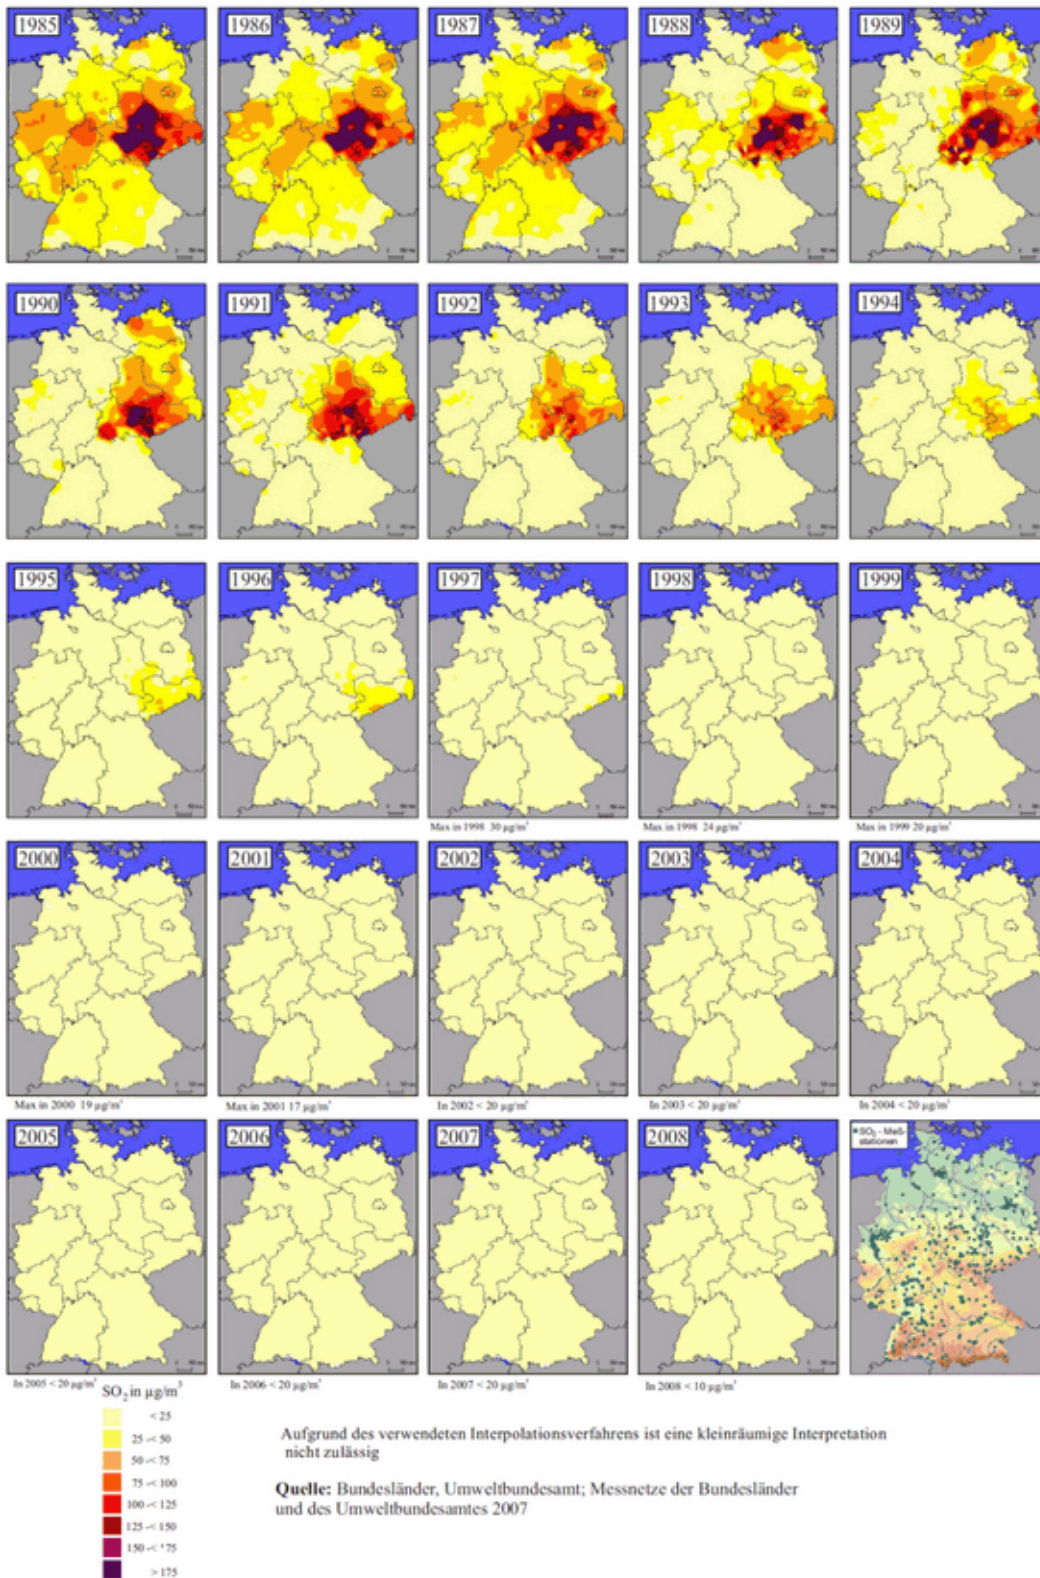 1985
1986
1987
1988
1989
1990
1991
1992
1993
1994
1995
1996
1997
1998
1999
Max in 1998 30 µg/m³
Max in 1998 24 µg/m³
Max in 1999 20 µg/m³
2000
2001
2002
2003
2004
Max in 2000 19 µg/m³
Max in 2001 17 µg/m³
In 2002 < 20 µg/m³
In 2003 < 20 µg/m³
In 2004 < 20 µg/m³
2005
2006
2007
2008
SO₂ - Meß-
stationen
In 2005 < 20 µg/m³
In 2006 < 20 µg/m³
In 2007 < 20 µg/m³
In 2008 < 10 µg/m³
SO₂ in µg/m³
< 25
25 -< 50
50 -< 75
75 -< 100
100 -< 125
125 -< 150
150 -< 175
> 175
Aufgrund des verwendeten Interpolationsverfahrens ist eine kleinräumige Interpretation
nicht zulässig
Quelle: Bundesländer, Umweltbundesamt; Messnetze der Bundesländer
und des Umweltbundesamtes 2007